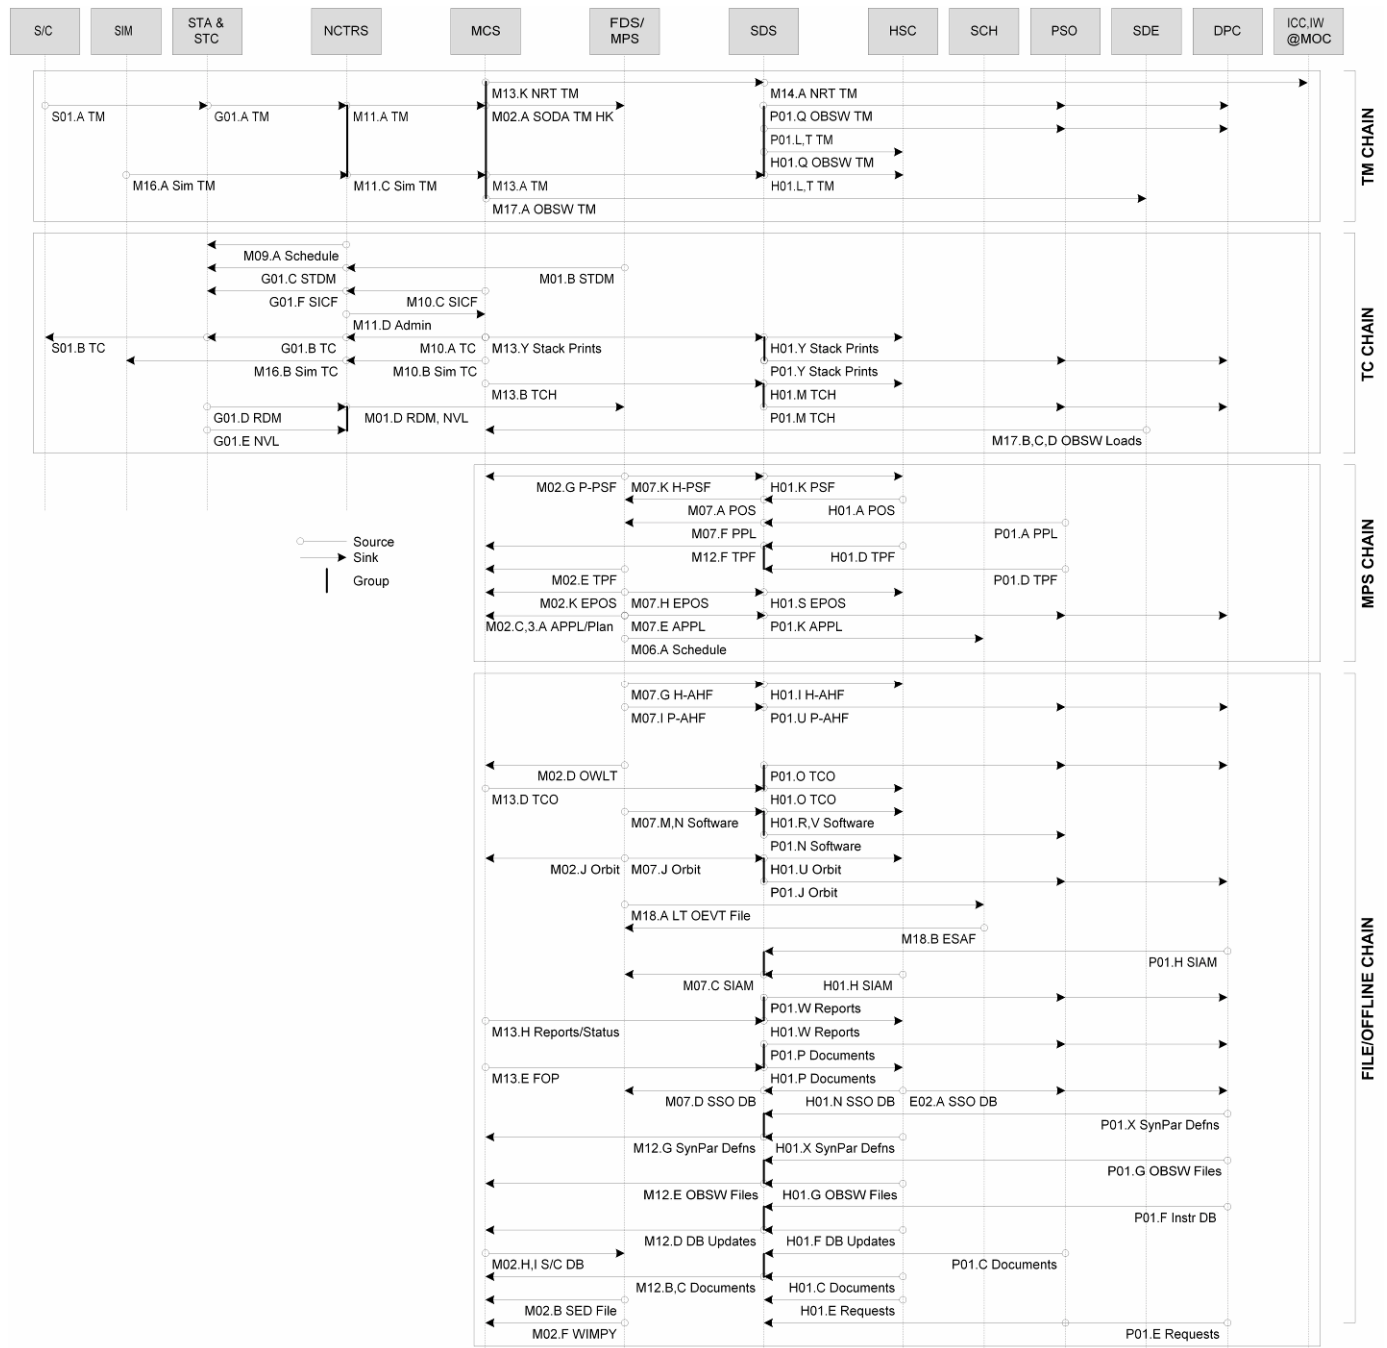 S/C
SIM
STA &
STC
NCTRS
MCS
FDS/
MPS
SDS
HSC
SCH
PSO
SDE
DPC
ICC,IW
@MOC
M13.K NRT TM
M14.A NRT TM
S01.A TM
G01.A TM
M11.A TM
M02.A SODA TM HK
P01.Q OBSW TM
P01.L,T TM
H01.Q OBSW TM
M16.A Sim TM
M11.C Sim TM
M13.A TM
H01.L,T TM
M17.A OBSW TM
TM CHAIN
M09.A Schedule
G01.C STDM
M01.B STDM
G01.F SICF
M10.C SICF
M11.D Admin
S01.B TC
G01.B TC
M10.A TC
M13.Y Stack Prints
H01.Y Stack Prints
M16.B Sim TC
M10.B Sim TC
P01.Y Stack Prints
M13.B TCH
H01.M TCH
G01.D RDM
M01.D RDM, NVL
P01.M TCH
G01.E NVL
M17.B,C,D OBSW Loads
TC CHAIN
M02.G P-PSF
M07.K H-PSF
H01.K PSF
M07.A POS
H01.A POS
M07.F PPL
P01.A PPL
M12.F TPF
H01.D TPF
M02.E TPF
P01.D TPF
M02.K EPOS
M07.H EPOS
H01.S EPOS
M02.C,3.A APPL/Plan
M07.E APPL
P01.K APPL
M06.A Schedule
MPS CHAIN
Source
Sink
Group
M07.G H-AHF
H01.I H-AHF
M07.I P-AHF
P01.U P-AHF
M02.D OWLT
P01.O TCO
M13.D TCO
H01.O TCO
M07.M,N Software
H01.R,V Software
P01.N Software
M02.J Orbit
M07.J Orbit
H01.U Orbit
P01.J Orbit
M18.A LT OEVT File
M18.B ESAF
P01.H SIAM
M07.C SIAM
H01.H SIAM
P01.W Reports
M13.H Reports/Status
H01.W Reports
P01.P Documents
M13.E FOP
H01.P Documents
M07.D SSO DB
H01.N SSO DB
E02.A SSO DB
P01.X SynPar Defns
M12.G SynPar Defns
H01.X SynPar Defns
P01.G OBSW Files
M12.E OBSW Files
H01.G OBSW Files
P01.F Instr DB
M12.D DB Updates
H01.F DB Updates
M02.H,I S/C DB
P01.C Documents
M12.B,C Documents
H01.C Documents
M02.B SED File
H01.E Requests
M02.F WIMPY
P01.E Requests
FILE/OFFLINE CHAIN